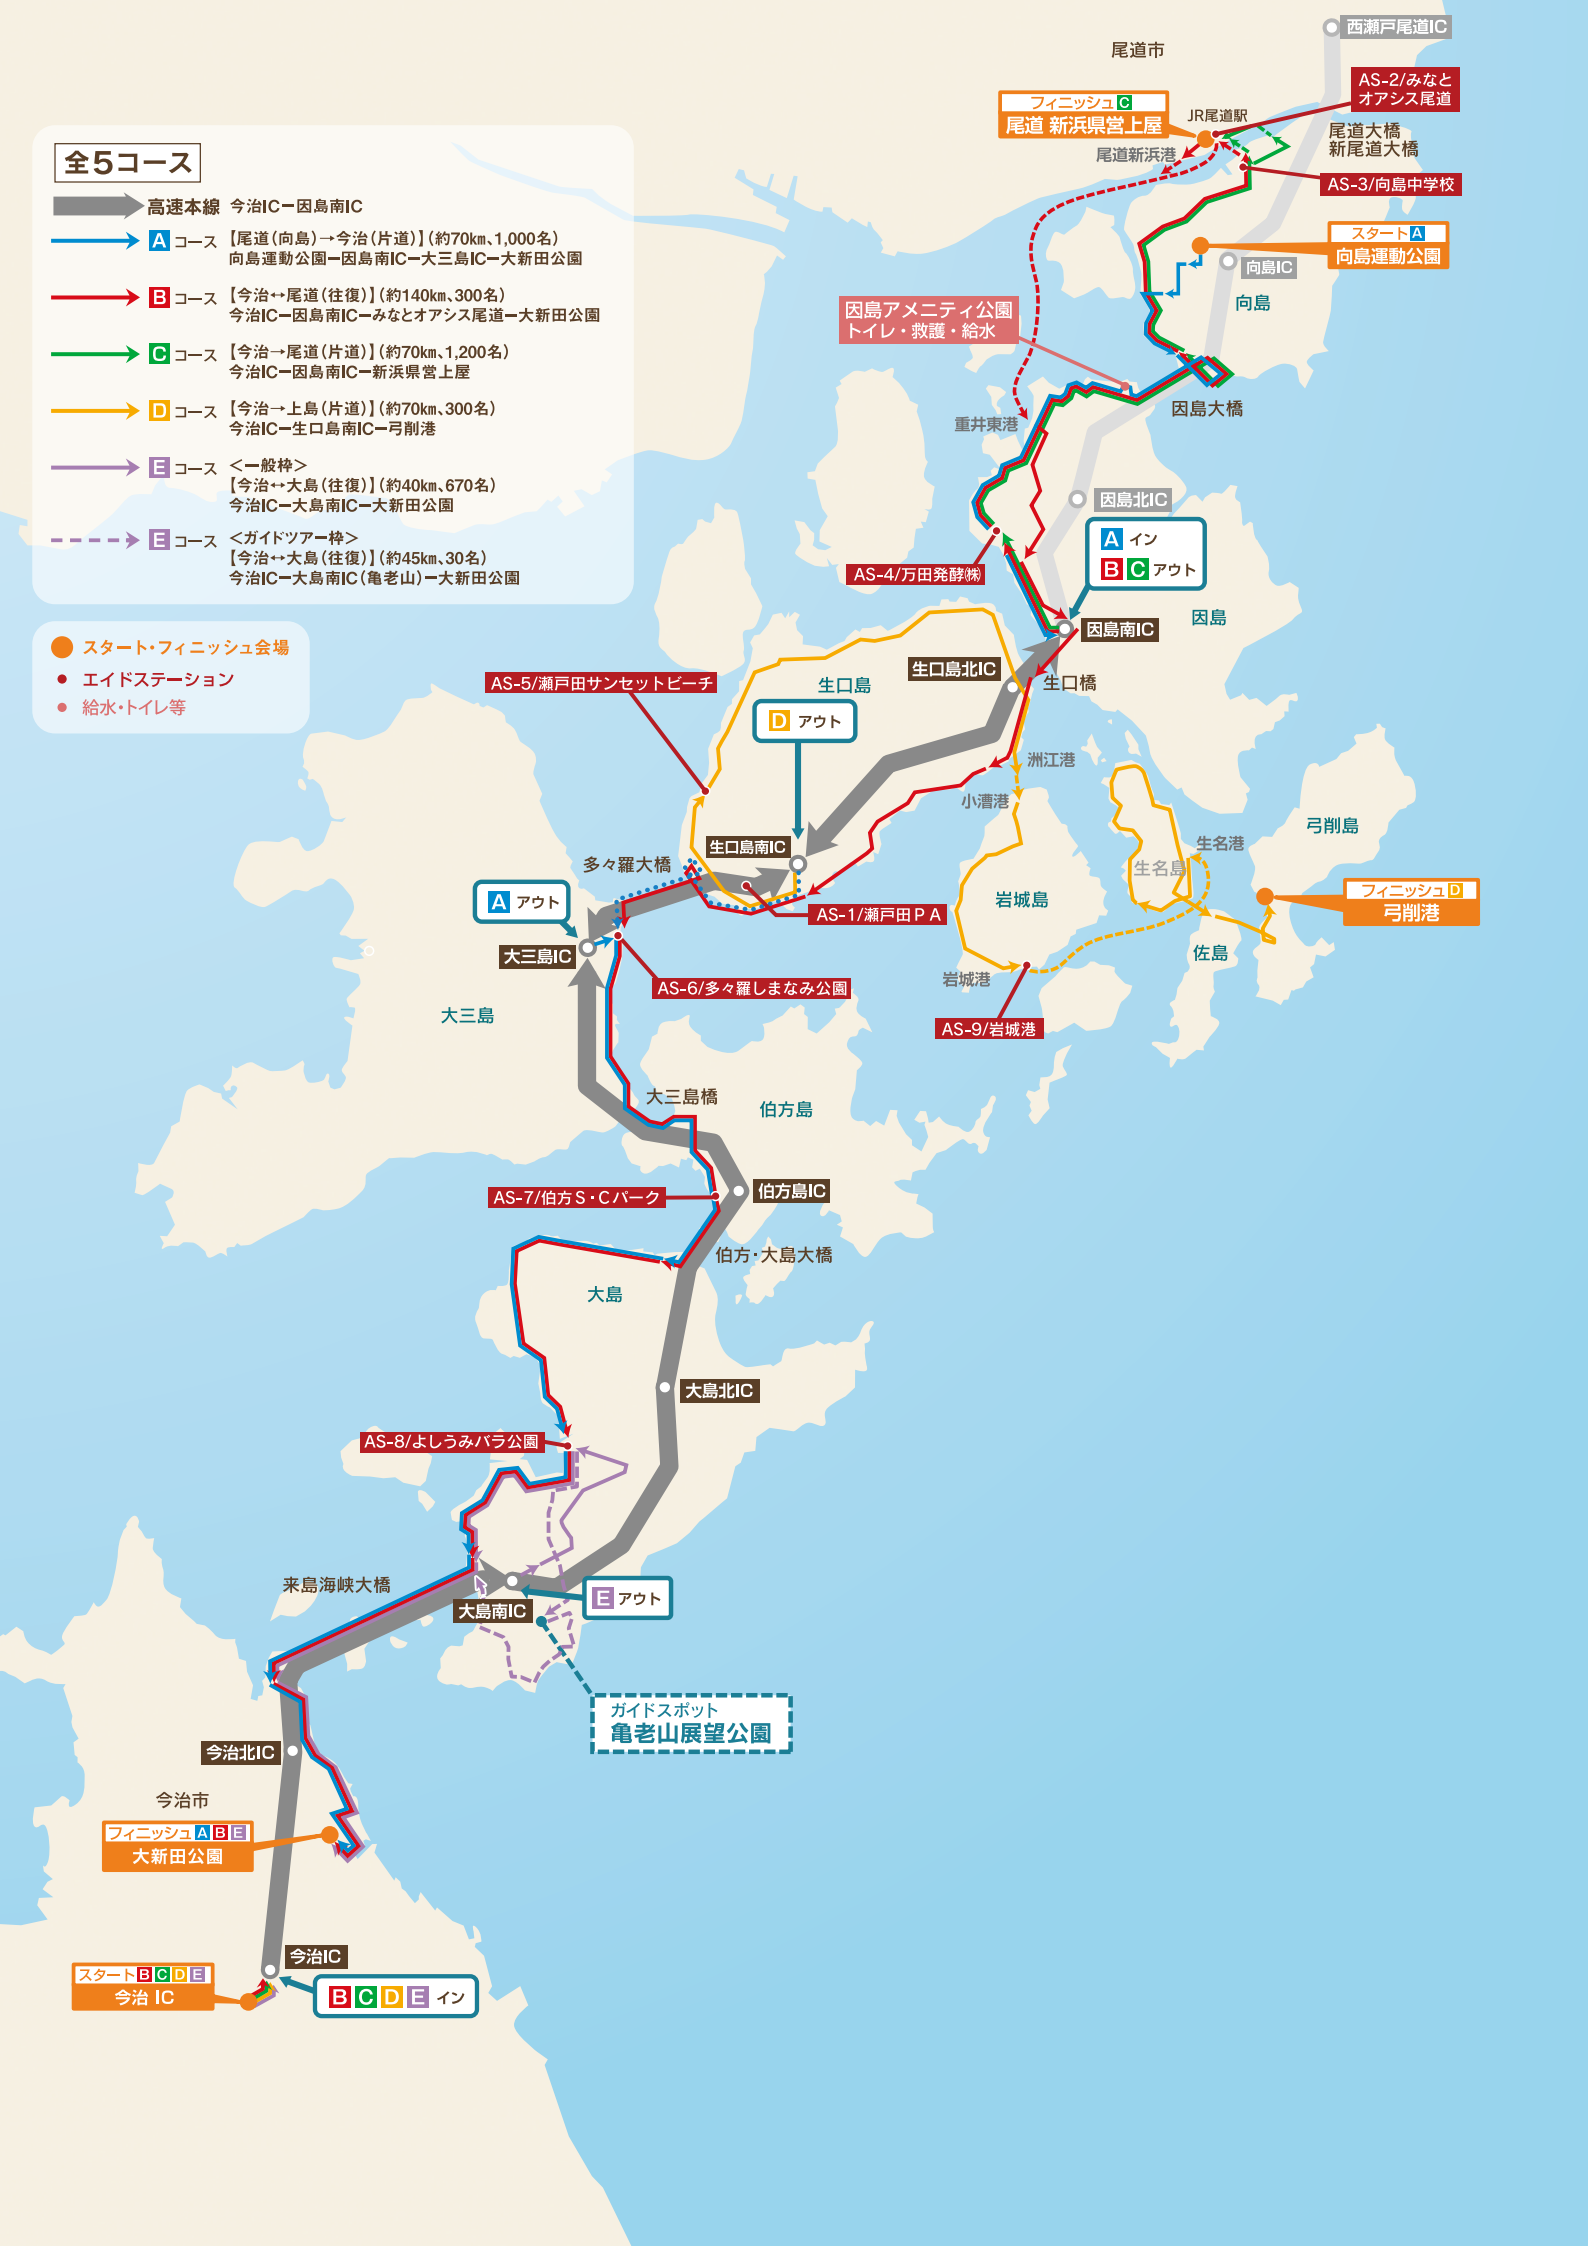 全5コース
高速本線 今治ICー因島南IC
A コース 【尾道(向島)→今治(片道)】(約70km、1,000名)
向島運動公園ー因島南ICー大三島ICー大新田公園
B コース 【今治↔尾道(往復)】(約140km、300名)
今治ICー因島南ICーみなとオアシス尾道ー大新田公園
C コース 【今治→尾道(片道)】(約70km、1,200名)
今治ICー因島南ICー新浜県営上屋
D コース 【今治→上島(片道)】(約70km、300名)
今治ICー生口島南ICー弓削港
E コース <一般枠>
【今治↔大島(往復)】(約40km、670名)
今治ICー大島南ICー大新田公園
E コース <ガイドツアー枠>
【今治↔大島(往復)】(約45km、30名)
今治ICー大島南IC(亀老山)ー大新田公園
スタート・フィニッシュ会場
エイドステーション
給水・トイレ等
西瀬戸尾道IC
尾道市
AS-2/みなと
オアシス尾道
フィニッシュ C
尾道 新浜県営上屋
JR尾道駅
尾道大橋
新尾道大橋
尾道新浜港
AS-3/向島中学校
スタート A
向島運動公園
向島IC
向島
因島アメニティ公園
トイレ・救護・給水
因島大橋
重井東港
因島北IC
A イン
B C アウト
AS-4/万田発酵㈱
因島
因島南IC
生口島北IC
生口橋
AS-5/瀬戸田サンセットビーチ
生口島
D アウト
洲江港
小漕港
生口島南IC
多々羅大橋
生名港
生名島
弓削島
岩城島
フィニッシュ D
弓削港
A アウト
AS-1/瀬戸田PA
大三島IC
佐島
岩城港
AS-6/多々羅しまなみ公園
大三島
AS-9/岩城港
大三島橋
伯方島
AS-7/伯方S・Cパーク
伯方島IC
伯方・大島大橋
大島
大島北IC
AS-8/よしうみバラ公園
来島海峡大橋
E アウト
大島南IC
ガイドスポット
亀老山展望公園
今治北IC
今治市
フィニッシュ A B E
大新田公園
今治IC
スタート B C D E
今治 IC
B C D E イン